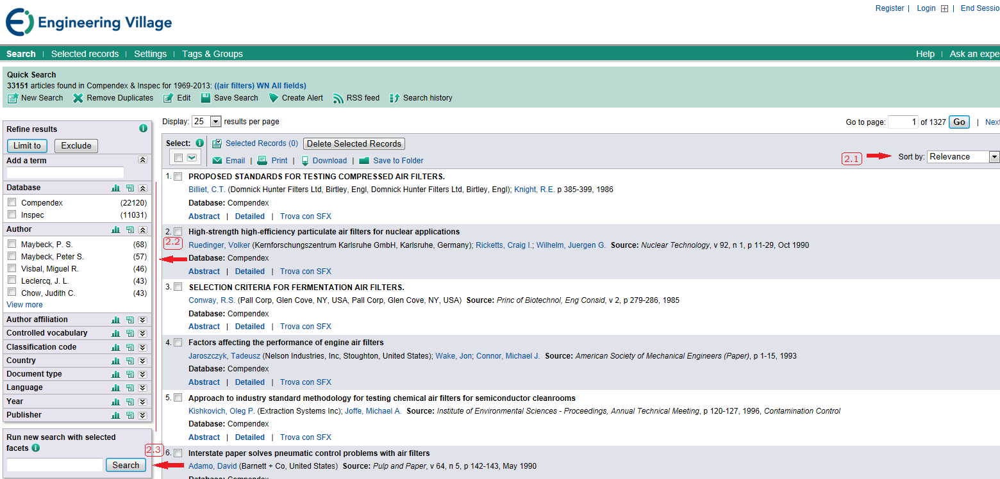 Register | Login | End Sessio
Engineering Village
Search | Selected records | Settings | Tags & Groups
Help | Ask an expe
Quick Search
33151 articles found in Compendex & Inspec for 1969-2013: ((air filters) WN All fields)
New Search Remove Duplicates Edit Save Search Create Alert RSS feed Search history
Refine results
Limit to Exclude
Add a term
Database
Compendex (22120)
Inspec (11031)
Author
Maybeck, P. S. (68)
Maybeck, Peter S. (57)
Visbal, Miguel R. (46)
Leclercq, J. L. (43)
Chow, Judith C. (43)
View more
Author affiliation
Controlled vocabulary
Classification code
Country
Document type
Language
Year
Publisher
Run new search with selected
facets
Search
Display: 25 results per page
Go to page: 1 of 1327 Go | Next
Select: Selected Records (0) Delete Selected Records
Email | Print | Download | Save to Folder
2.1 Sort by: Relevance
1. PROPOSED STANDARDS FOR TESTING COMPRESSED AIR FILTERS.
Billiet, C.T. (Domnick Hunter Filters Ltd, Birtley, Engl, Domnick Hunter Filters Ltd, Birtley, Engl); Knight, R.E. p 385-399, 1986
Database: Compendex
Abstract | Detailed | Trova con SFX
2. High-strength high-efficiency particulate air filters for nuclear applications
2.2
Ruedinger, Volker (Kernforschungszentrum Karlsruhe GmbH, Karlsruhe, Germany); Ricketts, Craig I.; Wilhelm, Juergen G. Source: Nuclear Technology, v 92, n 1, p 11-29, Oct 1990
Database: Compendex
Abstract | Detailed | Trova con SFX
3. SELECTION CRITERIA FOR FERMENTATION AIR FILTERS.
Conway, R.S. (Pall Corp, Glen Cove, NY, USA, Pall Corp, Glen Cove, NY, USA) Source: Princ of Biotechnol, Eng Consid, v 2, p 279-286, 1985
Database: Compendex
Abstract | Detailed | Trova con SFX
4. Factors affecting the performance of engine air filters
Jaroszczyk, Tadeusz (Nelson Industries, Inc, Stoughton, United States); Wake, Jon; Connor, Michael J. Source: American Society of Mechanical Engineers (Paper), p 1-15, 1993
Database: Compendex
Abstract | Detailed | Trova con SFX
5. Approach to industry standard methodology for testing chemical air filters for semiconductor cleanrooms
Kishkovich, Oleg P. (Extraction Systems Inc); Joffe, Michael A. Source: Institute of Environmental Sciences - Proceedings, Annual Technical Meeting, p 120-127, 1996, Contamination Control
Database: Compendex
Abstract | Detailed | Trova con SFX
2.3
6. Interstate paper solves pneumatic control problems with air filters
Adamo, David (Barnett + Co, United States) Source: Pulp and Paper, v 64, n 5, p 142-143, May 1990
Database: Compendex